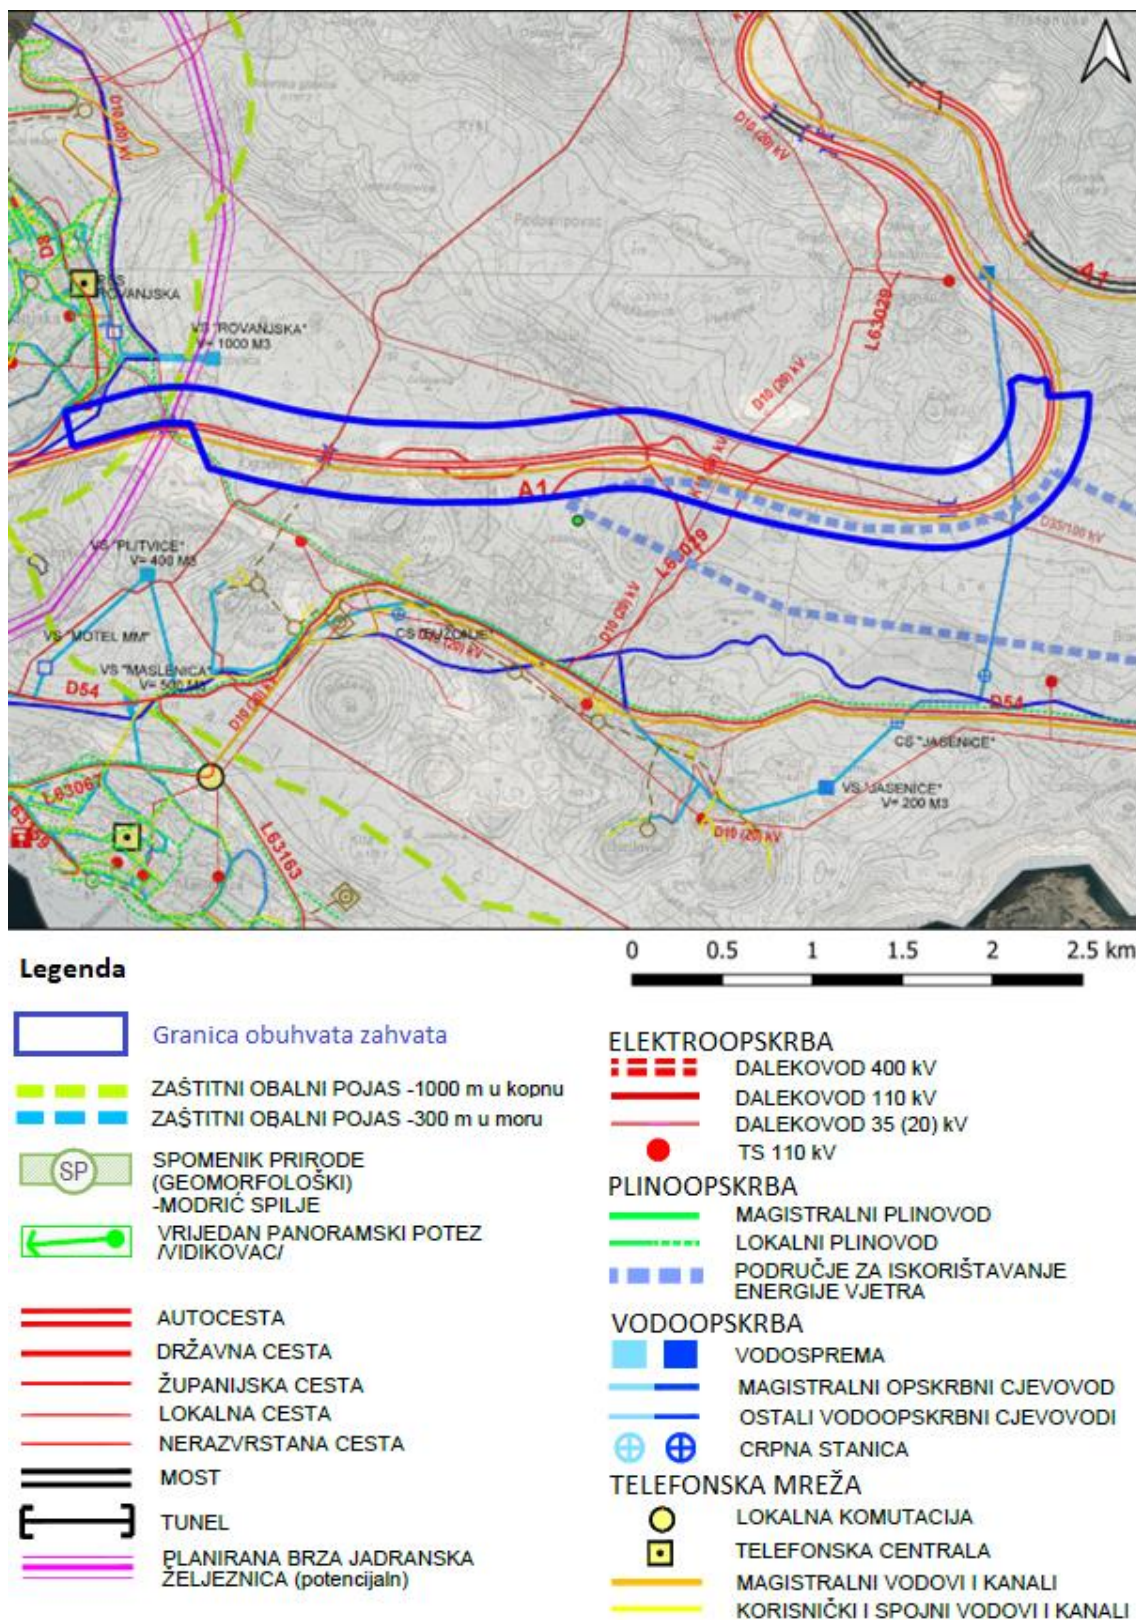 D10 (20) kV
D10 (20) kV
A1
D8
ROVANJSKA
VS "ROVANJSKA"
V= 1000 M3
L63029
D10 (20) kV
A1
L63029
D35/100 kV
VS "PLITVICE"
V= 400 M3
VS "MOTEL MM"
VS "MASLENICA"
V= 500 M3
D54
D10 (20) kV
D10 (20) kV
D54
CS "JASENICE"
VS "JASENICE"
V= 200 M3
D10 (20) kV
L63067
L63163
Legenda
0 0.5 1 1.5 2 2.5 km
Granica obuhvata zahvata
ZAŠTITNI OBALNI POJAS -1000 m u kopnu
ZAŠTITNI OBALNI POJAS -300 m u moru
SP
SPOMENIK PRIRODE
(GEOMORFOLOŠKI)
-MODRIĆ SPILJE
VRIJEDAN PANORAMSKI POTEZ
/VIDIKOVAC/
AUTOCESTA
DRŽAVNA CESTA
ŽUPANIJSKA CESTA
LOKALNA CESTA
NERAZVRSTANA CESTA
MOST
TUNEL
PLANIRANA BRZA JADRANSKA
ŽELJEZNICA (potencijaln)
ELEKTROOPSKRBA
DALEKOVOD 400 kV
DALEKOVOD 110 kV
DALEKOVOD 35 (20) kV
TS 110 kV
PLINOOPSKRBA
MAGISTRALNI PLINOVOD
LOKALNI PLINOVOD
PODRUČJE ZA ISKORIŠTAVANJE
ENERGIJE VJETRA
VODOOPSKRBA
VODOSPREMA
MAGISTRALNI OPSKRBNI CJEVOVOD
OSTALI VODOOPSKRBNI CJEVOVODI
CRPNA STANICA
TELEFONSKA MREŽA
LOKALNA KOMUTACIJA
TELEFONSKA CENTRALA
MAGISTRALNI VODOVI I KANALI
KORISNIČKI I SPOJNI VODOVI I KANALI